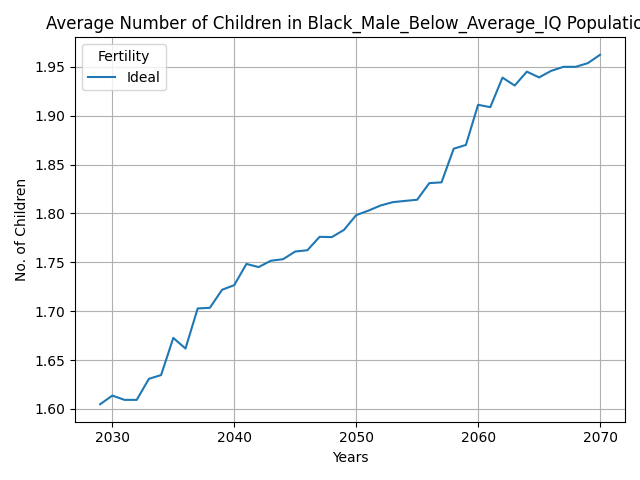 Average Number of Children in Black_Male_Below_Average_IQ Populatio
Fertility
Ideal
No. of Children
1.95
1.90
1.85
1.80
1.75
1.70
1.65
1.60
2030 2040 2050 2060 2070
Years